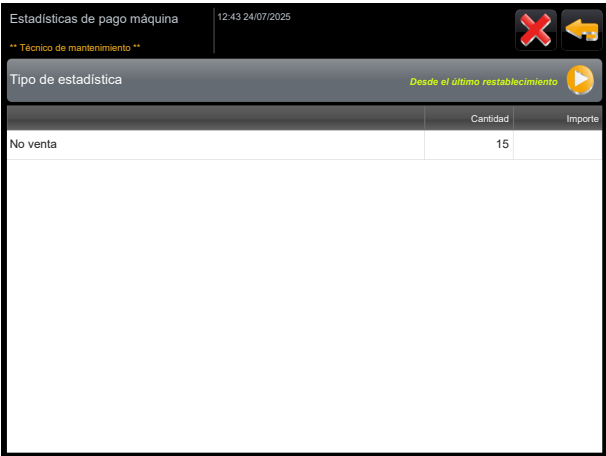 Estadísticas de pago máquina
12:43 24/07/2025
** Técnico de mantenimiento **
Tipo de estadística
Desde el último restablecimiento
Cantidad Importe
No venta 15